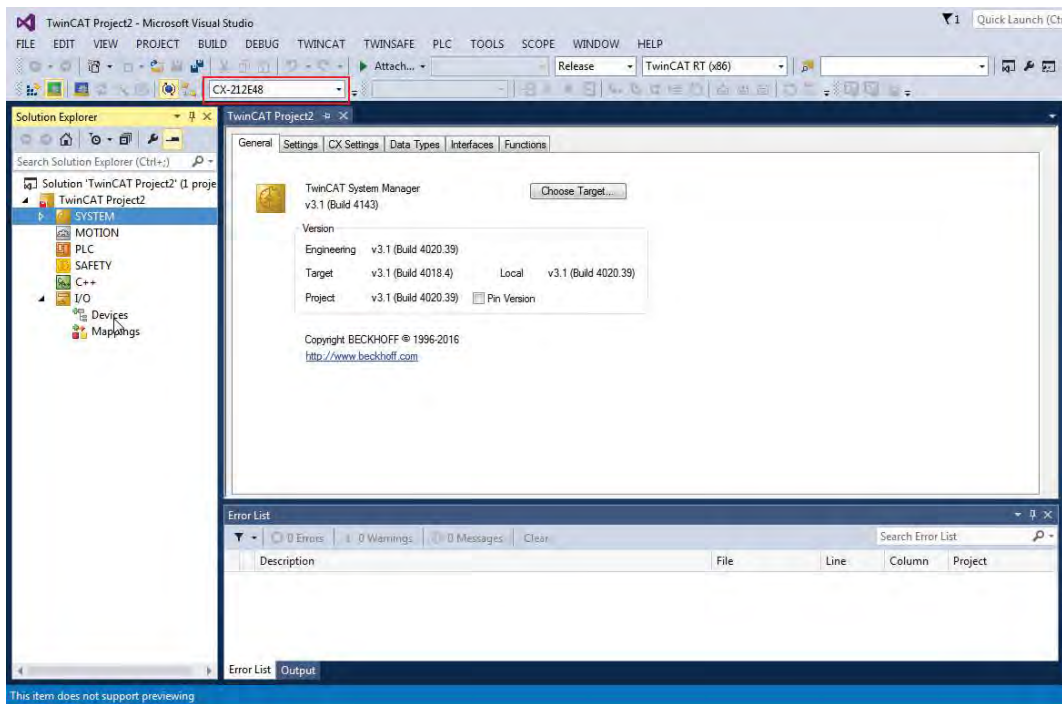 TwinCAT Project2 - Microsoft Visual Studio
1 Quick Launch (Ct
FILE EDIT VIEW PROJECT BUILD DEBUG TWINCAT TWINSAFE PLC TOOLS SCOPE WINDOW HELP
Attach... Release TwinCAT RT (x86)
CX-212E48
Solution Explorer
Search Solution Explorer (Ctrl+;)
Solution 'TwinCAT Project2' (1 proje
TwinCAT Project2
SYSTEM
MOTION
PLC
SAFETY
C++
I/O
Devices
Mappings
TwinCAT Project2
General Settings CX Settings Data Types Interfaces Functions
TwinCAT System Manager
v3.1 (Build 4143)
Choose Target...
Version
Engineering v3.1 (Build 4020.39)
Target v3.1 (Build 4018.4) Local v3.1 (Build 4020.39)
Project v3.1 (Build 4020.39) Pin Version
Copyright BECKHOFF © 1996-2016
http://www.beckhoff.com
Error List
0 Errors 0 Warnings 0 Messages Clear
Search Error List
Description File Line Column Project
Error List Output
This item does not support previewing